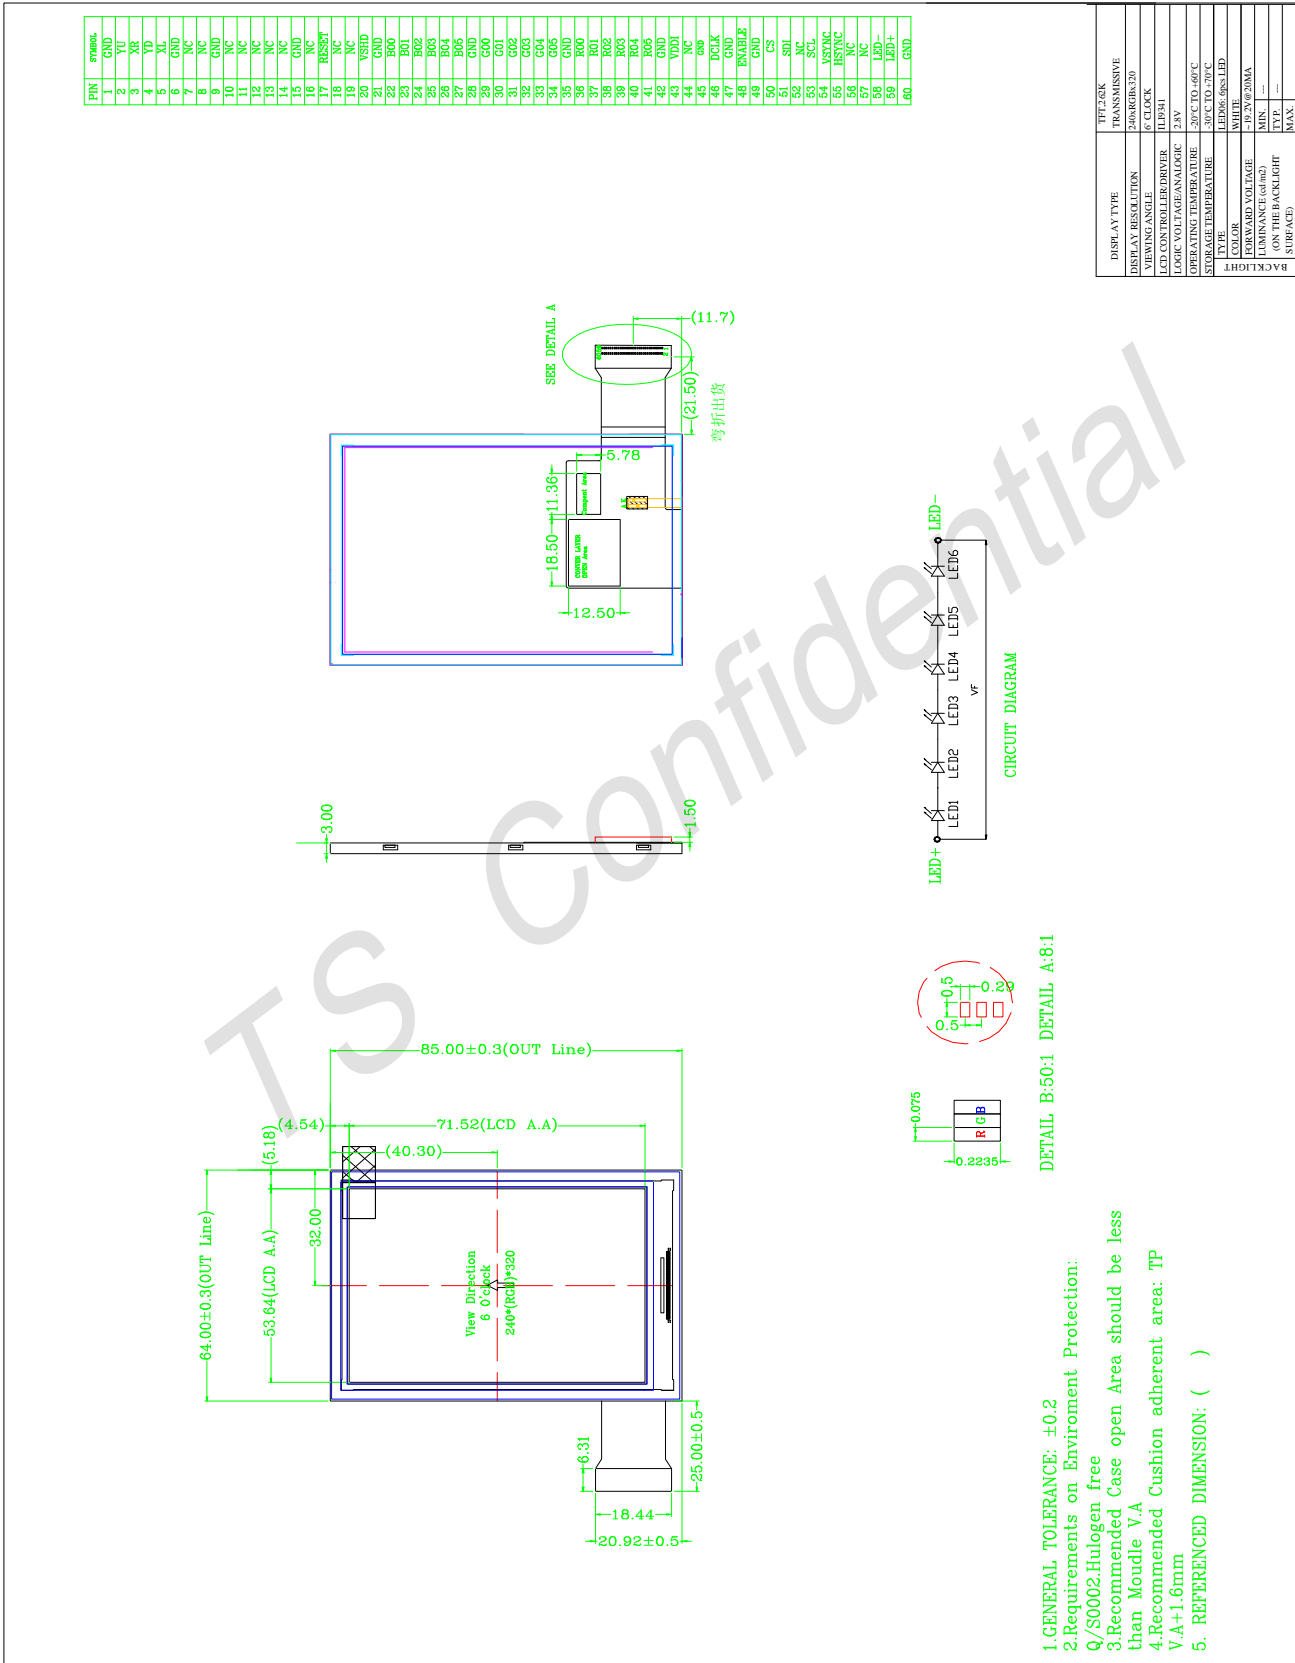 PIN SYMBOL
1 GND
2 YU
3 XR
4 YD
5 XL
6 GND
7 NC
8 NC
9 GND
10 NC
11 NC
12 NC
13 NC
14 NC
15 GND
16 NC
17 RESET
18 NC
19 NC
20 VSHD
21 GND
22 B00
23 B01
24 B02
25 B03
26 B04
27 B05
28 GND
29 G00
30 G01
31 G02
32 G03
33 G04
34 G05
35 GND
36 R00
37 R01
38 R02
39 R03
40 R04
41 R05
42 GND
43 VDDI
44 NC
45 GND
46 DCLK
47 GND
48 ENABLE
49 GND
50 CS
51 SDI
52 NC
53 SCL
54 VSYNC
55 HSYNC
56 NC
57 NC
58 LED-
59 LED+
60 GND
DISPLAY TYPE TFT,262K TRANSMISSIVE
DISPLAY RESOLUTION 240xRGBx320
VIEWING ANGLE 6' CLOCK
LCD CONTROLLER/DRIVER ILI9341
LOGIC VOLTAGE/ANALOGIC 2.8V
OPERATING TEMPERATURE -20°C TO +60°C
STORAGE TEMPERATURE -30°C TO +70°C
BACKLIGHT
TYPE LED06: 6pcs LED
COLOR WHITE
FORWARD VOLTAGE ~19.2V@20MA
LUMINANCE (cd/m2) MIN. ---
(ON THE BACKLIGHT TYP. ---
SURFACE) MAX.
SEE DETAIL A
(11.7)
(21.50)
弯折出货
5.78
11.36
18.50
12.50
Component Area
CONVER LAYER
OPEN Area
A K
3.00
1.50
LED-
LED6
LED5
LED4
LED3
LED2
LED1
LED+
VF
CIRCUIT DIAGRAM
0.5
0.29
0.5
DETAIL B:50:1 DETAIL A:8:1
0.075
R G B
0.2235
85.00±0.3(OUT Line)
(4.54)
71.52(LCD A.A)
(40.30)
(5.18)
32.00
53.64(LCD A.A)
64.00±0.3(OUT Line)
View Direction
6 O'clock
240*(RGB)*320
6.31
25.00±0.5
18.44
20.92±0.5
1.GENERAL TOLERANCE: ±0.2
2.Requirements on Enviroment Protection:
Q/S0002.Hulogen free
3.Recommended Case open Area should be less
than Moudle V.A
4.Recommended Cushion adherent area: TP
V.A+1.6mm
5. REFERENCED DIMENSION: ( )
TS Confidential